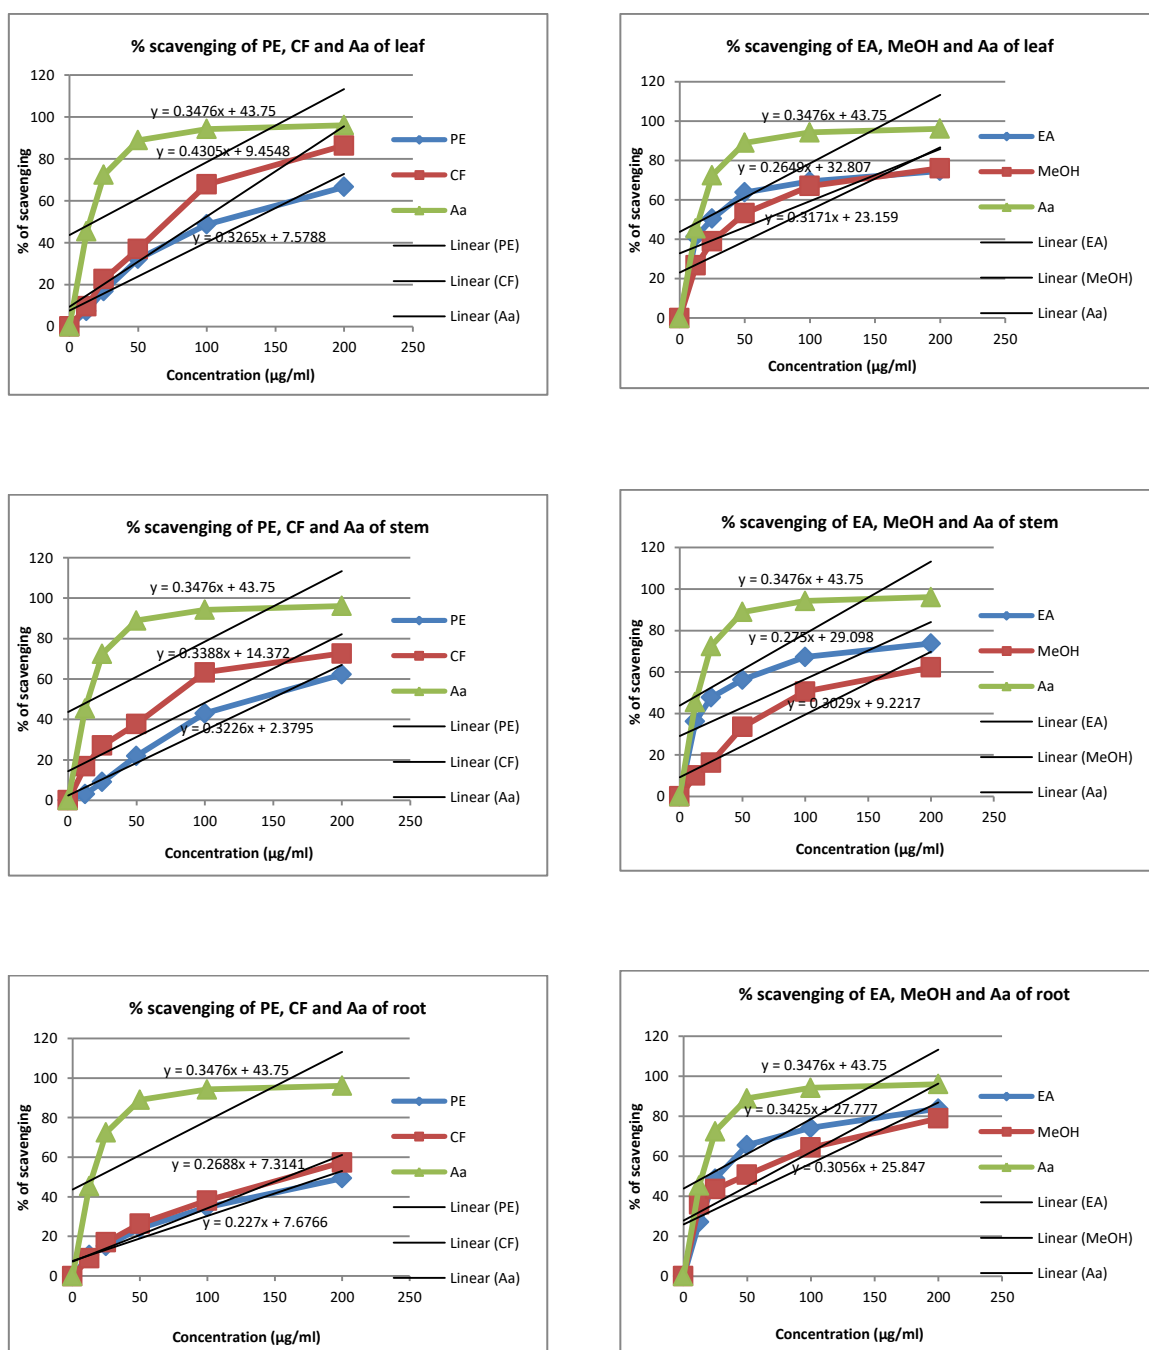 % scavenging of PE, CF and Aa of leaf
120
100
80
60
40
20
0
% of scavenging
y = 0.3476x + 43.75
y = 0.4305x + 9.4548
y = 0.3265x + 7.5788
0 50 100 150 200 250
Concentration (µg/ml)
PE
CF
Aa
Linear (PE)
Linear (CF)
Linear (Aa)
% scavenging of EA, MeOH and Aa of leaf
120
100
80
60
40
20
0
% of scavenging
y = 0.3476x + 43.75
y = 0.2649x + 32.807
y = 0.3171x + 23.159
0 50 100 150 200 250
Concentration (µg/ml)
EA
MeOH
Aa
Linear (EA)
Linear (MeOH)
Linear (Aa)
% scavenging of PE, CF and Aa of stem
120
100
80
60
40
20
0
% of scavenging
y = 0.3476x + 43.75
y = 0.3388x + 14.372
y = 0.3226x + 2.3795
0 50 100 150 200 250
Concentration (µg/ml)
PE
CF
Aa
Linear (PE)
Linear (CF)
Linear (Aa)
% scavenging of EA, MeOH and Aa of stem
120
100
80
60
40
20
0
% of scavenging
y = 0.3476x + 43.75
y = 0.275x + 29.098
y = 0.3029x + 9.2217
0 50 100 150 200 250
Concentration (µg/ml)
EA
MeOH
Aa
Linear (EA)
Linear (MeOH)
Linear (Aa)
% scavenging of PE, CF and Aa of root
120
100
80
60
40
20
0
% of scavenging
y = 0.3476x + 43.75
y = 0.2688x + 7.3141
y = 0.227x + 7.6766
0 50 100 150 200 250
Concentration (µg/ml)
PE
CF
Aa
Linear (PE)
Linear (CF)
Linear (Aa)
% scavenging of EA, MeOH and Aa of root
120
100
80
60
40
20
0
% of scavenging
y = 0.3476x + 43.75
y = 0.3425x + 27.777
y = 0.3056x + 25.847
0 50 100 150 200 250
Concentration (µg/ml)
EA
MeOH
Aa
Linear (EA)
Linear (MeOH)
Linear (Aa)